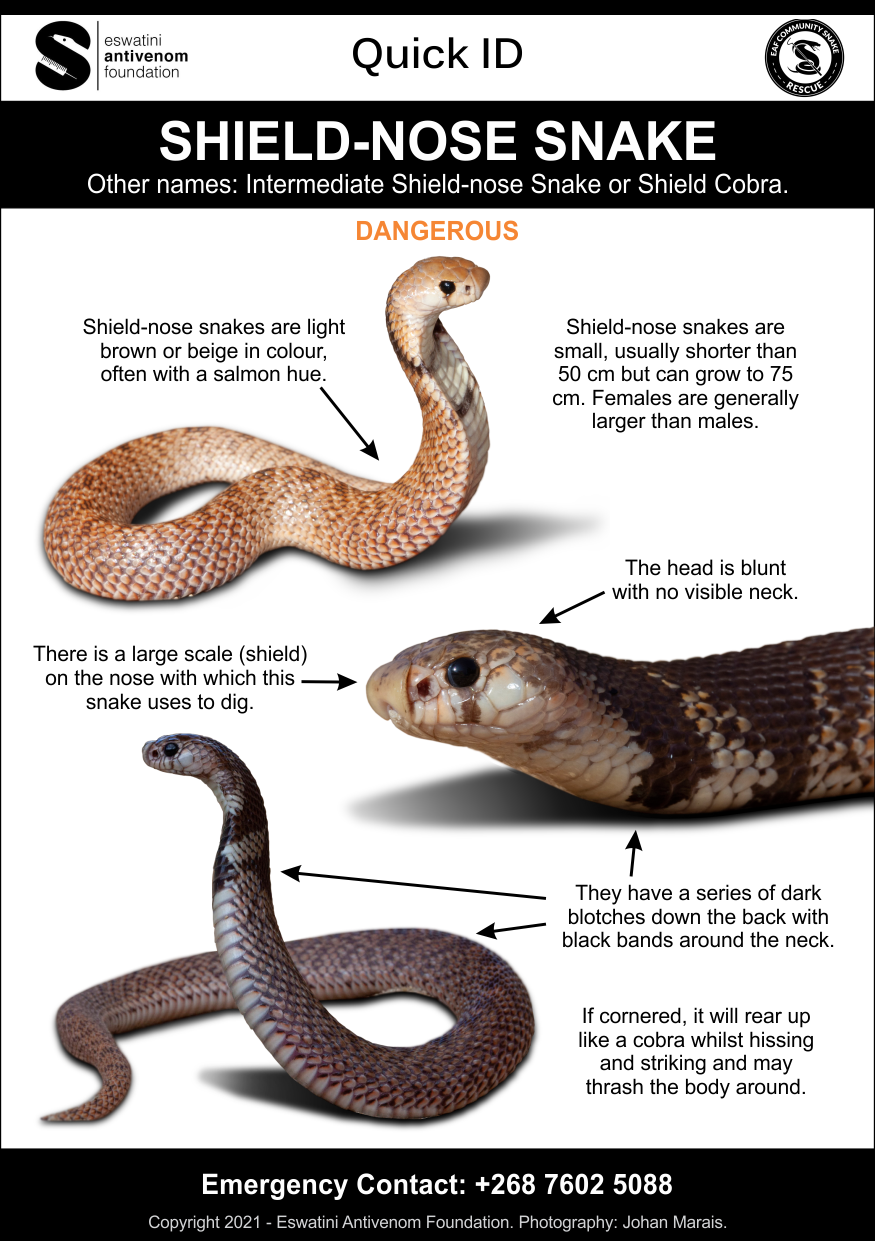 eswatini
antivenom
foundation
Quick ID
EAF COMMUNITY SNAKE
RESCUE
SHIELD-NOSE SNAKE
Other names: Intermediate Shield-nose Snake or Shield Cobra.
DANGEROUS
Shield-nose snakes are light
brown or beige in colour,
often with a salmon hue.
Shield-nose snakes are
small, usually shorter than
50 cm but can grow to 75
cm. Females are generally
larger than males.
The head is blunt
with no visible neck.
There is a large scale (shield)
on the nose with which this
snake uses to dig.
They have a series of dark
blotches down the back with
black bands around the neck.
If cornered, it will rear up
like a cobra whilst hissing
and striking and may
thrash the body around.
Emergency Contact: +268 7602 5088
Copyright 2021 - Eswatini Antivenom Foundation. Photography: Johan Marais.